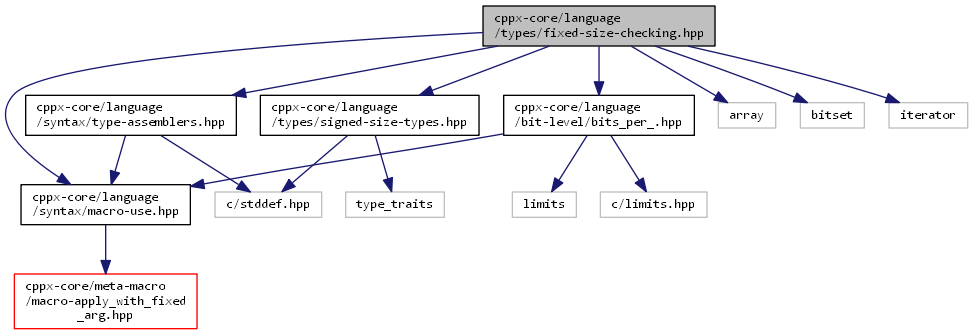 cppx-core/language
/types/fixed-size-checking.hpp
cppx-core/language
/syntax/type-assemblers.hpp
cppx-core/language
/types/signed-size-types.hpp
cppx-core/language
/bit-level/bits_per_.hpp
array
bitset
iterator
cppx-core/language
/syntax/macro-use.hpp
c/stddef.hpp
type_traits
limits
c/limits.hpp
cppx-core/meta-macro
/macro-apply_with_fixed
_arg.hpp